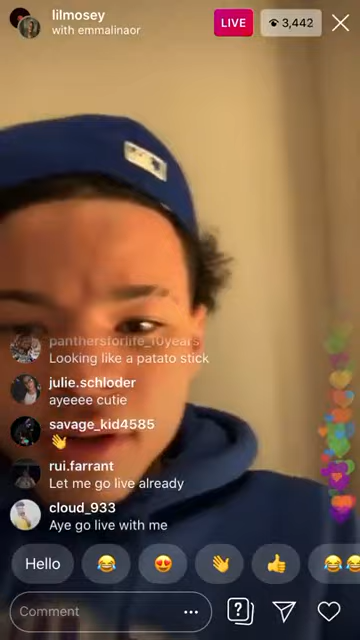 lilmosey
with emmalinaor
LIVE
3,442
panthersforlife_10years
Looking like a patato stick
julie.schloder
ayeeee cutie
savage_kid4585
👋
rui.farrant
Let me go live already
cloud_933
Aye go live with me
Hello 😂 😍 👋 👍 😂😂
Comment